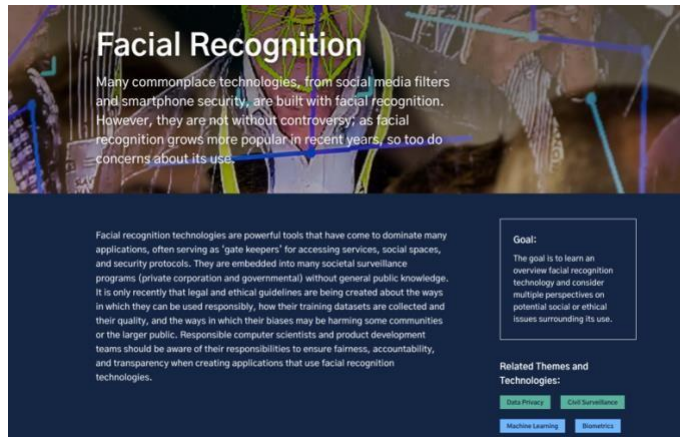 Facial Recognition
Many commonplace technologies, from social media filters
and smartphone security, are built with facial recognition.
However, they are not without controversy; as facial
recognition grows more popular in recent years, so too do
concerns about its use.
Facial recognition technologies are powerful tools that have come to dominate many
applications, often serving as 'gate keepers' for accessing services, social spaces,
and security protocols. They are embedded into many societal surveillance
programs (private corporation and governmental) without general public knowledge.
It is only recently that legal and ethical guidelines are being created about the ways
in which they can be used responsibly, how their training datasets are collected and
their quality, and the ways in which their biases may be harming some communities
or the larger public. Responsible computer scientists and product development
teams should be aware of their responsibilities to ensure fairness, accountability,
and transparency when creating applications that use facial recognition
technologies.
Goal:
The goal is to learn an
overview facial recognition
technology and consider
multiple perspectives on
potential social or ethical
issues surrounding its use.
Related Themes and
Technologies:
Data Privacy
Civil Surveillance
Machine Learning
Biometrics